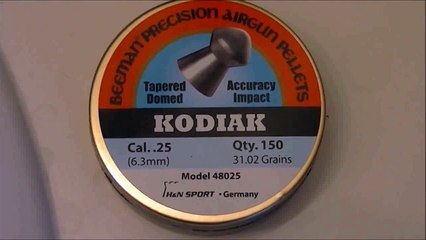 BEEMAN PRECISION AIRGUN PELLETS
Tapered Domed
Accuracy Impact
KODIAK
Cal. .25
(6.3mm)
Qty. 150
31.02 Grains
Model 48025
H&N SPORT • Germany